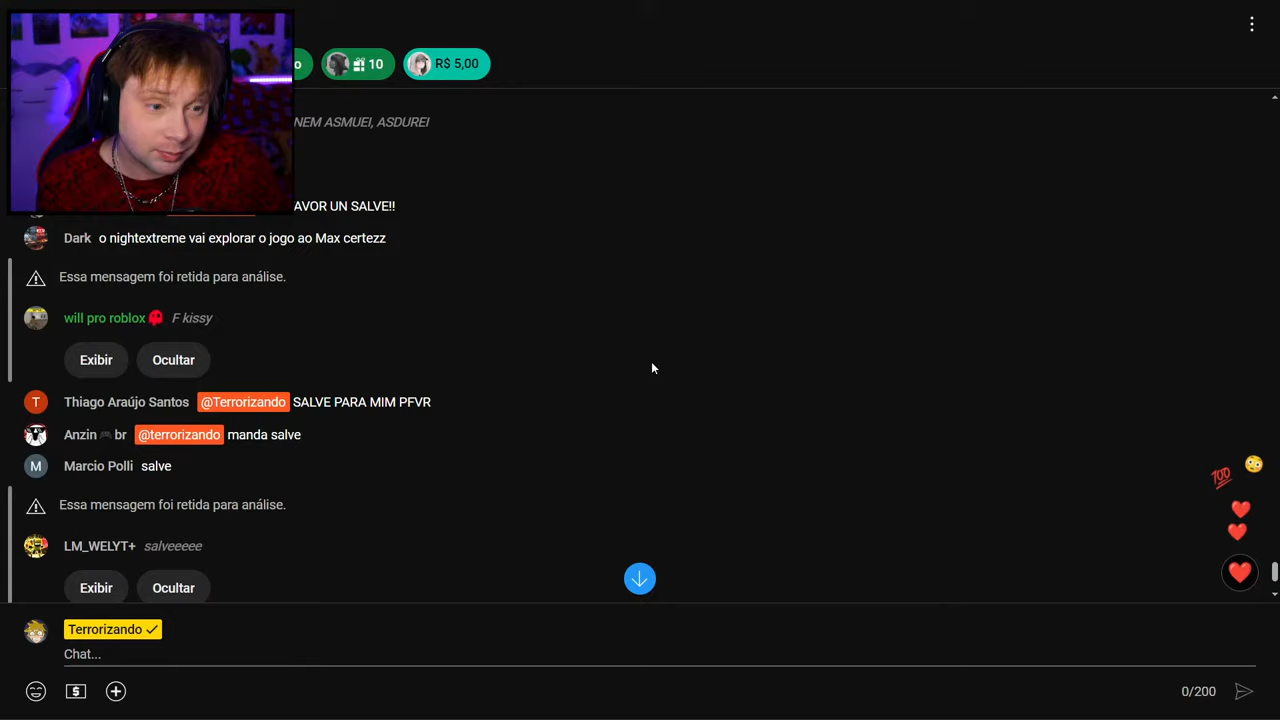 o
10
R$ 5,00
NEM ASMUEI, ASDUREI
AVOR UN SALVE!!
Dark o nightextreme vai explorar o jogo ao Max certezz
Essa mensagem foi retida para análise.
will pro roblox F kissy
Exibir Ocultar
T Thiago Araújo Santos @Terrorizando SALVE PARA MIM PFVR
Anzin 🎮 br @terrorizando manda salve
M Marcio Polli salve
💯
Essa mensagem foi retida para análise.
LM_WELYT+ salveeeee
Exibir Ocultar
Terrorizando
Chat...
0/200